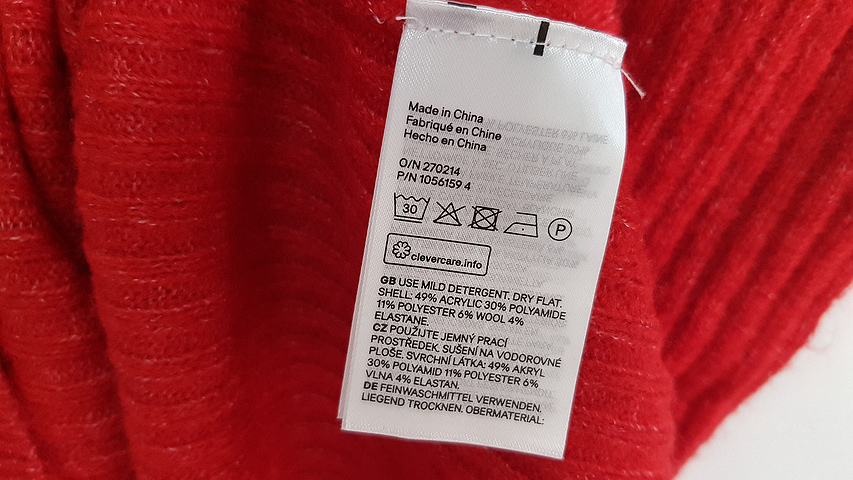 Made in China
Fabriqué en Chine
Hecho en China
O/N 270214
P/N 1056159 4
30
P
clevercare.info
GB USE MILD DETERGENT. DRY FLAT.
SHELL: 49% ACRYLIC 30% POLYAMIDE
11% POLYESTER 6% WOOL 4%
ELASTANE.
CZ POUŽIJTE JEMNÝ PRACÍ
PROSTŘEDEK. SUŠENÍ NA VODOROVNÉ
PLOŠE. SVRCHNÍ LÁTKA: 49% AKRYL
30% POLYAMID 11% POLYESTER 6%
VLNA 4% ELASTAN.
DE FEINWASCHMITTEL VERWENDEN.
LIEGEND TROCKNEN. OBERMATERIAL: